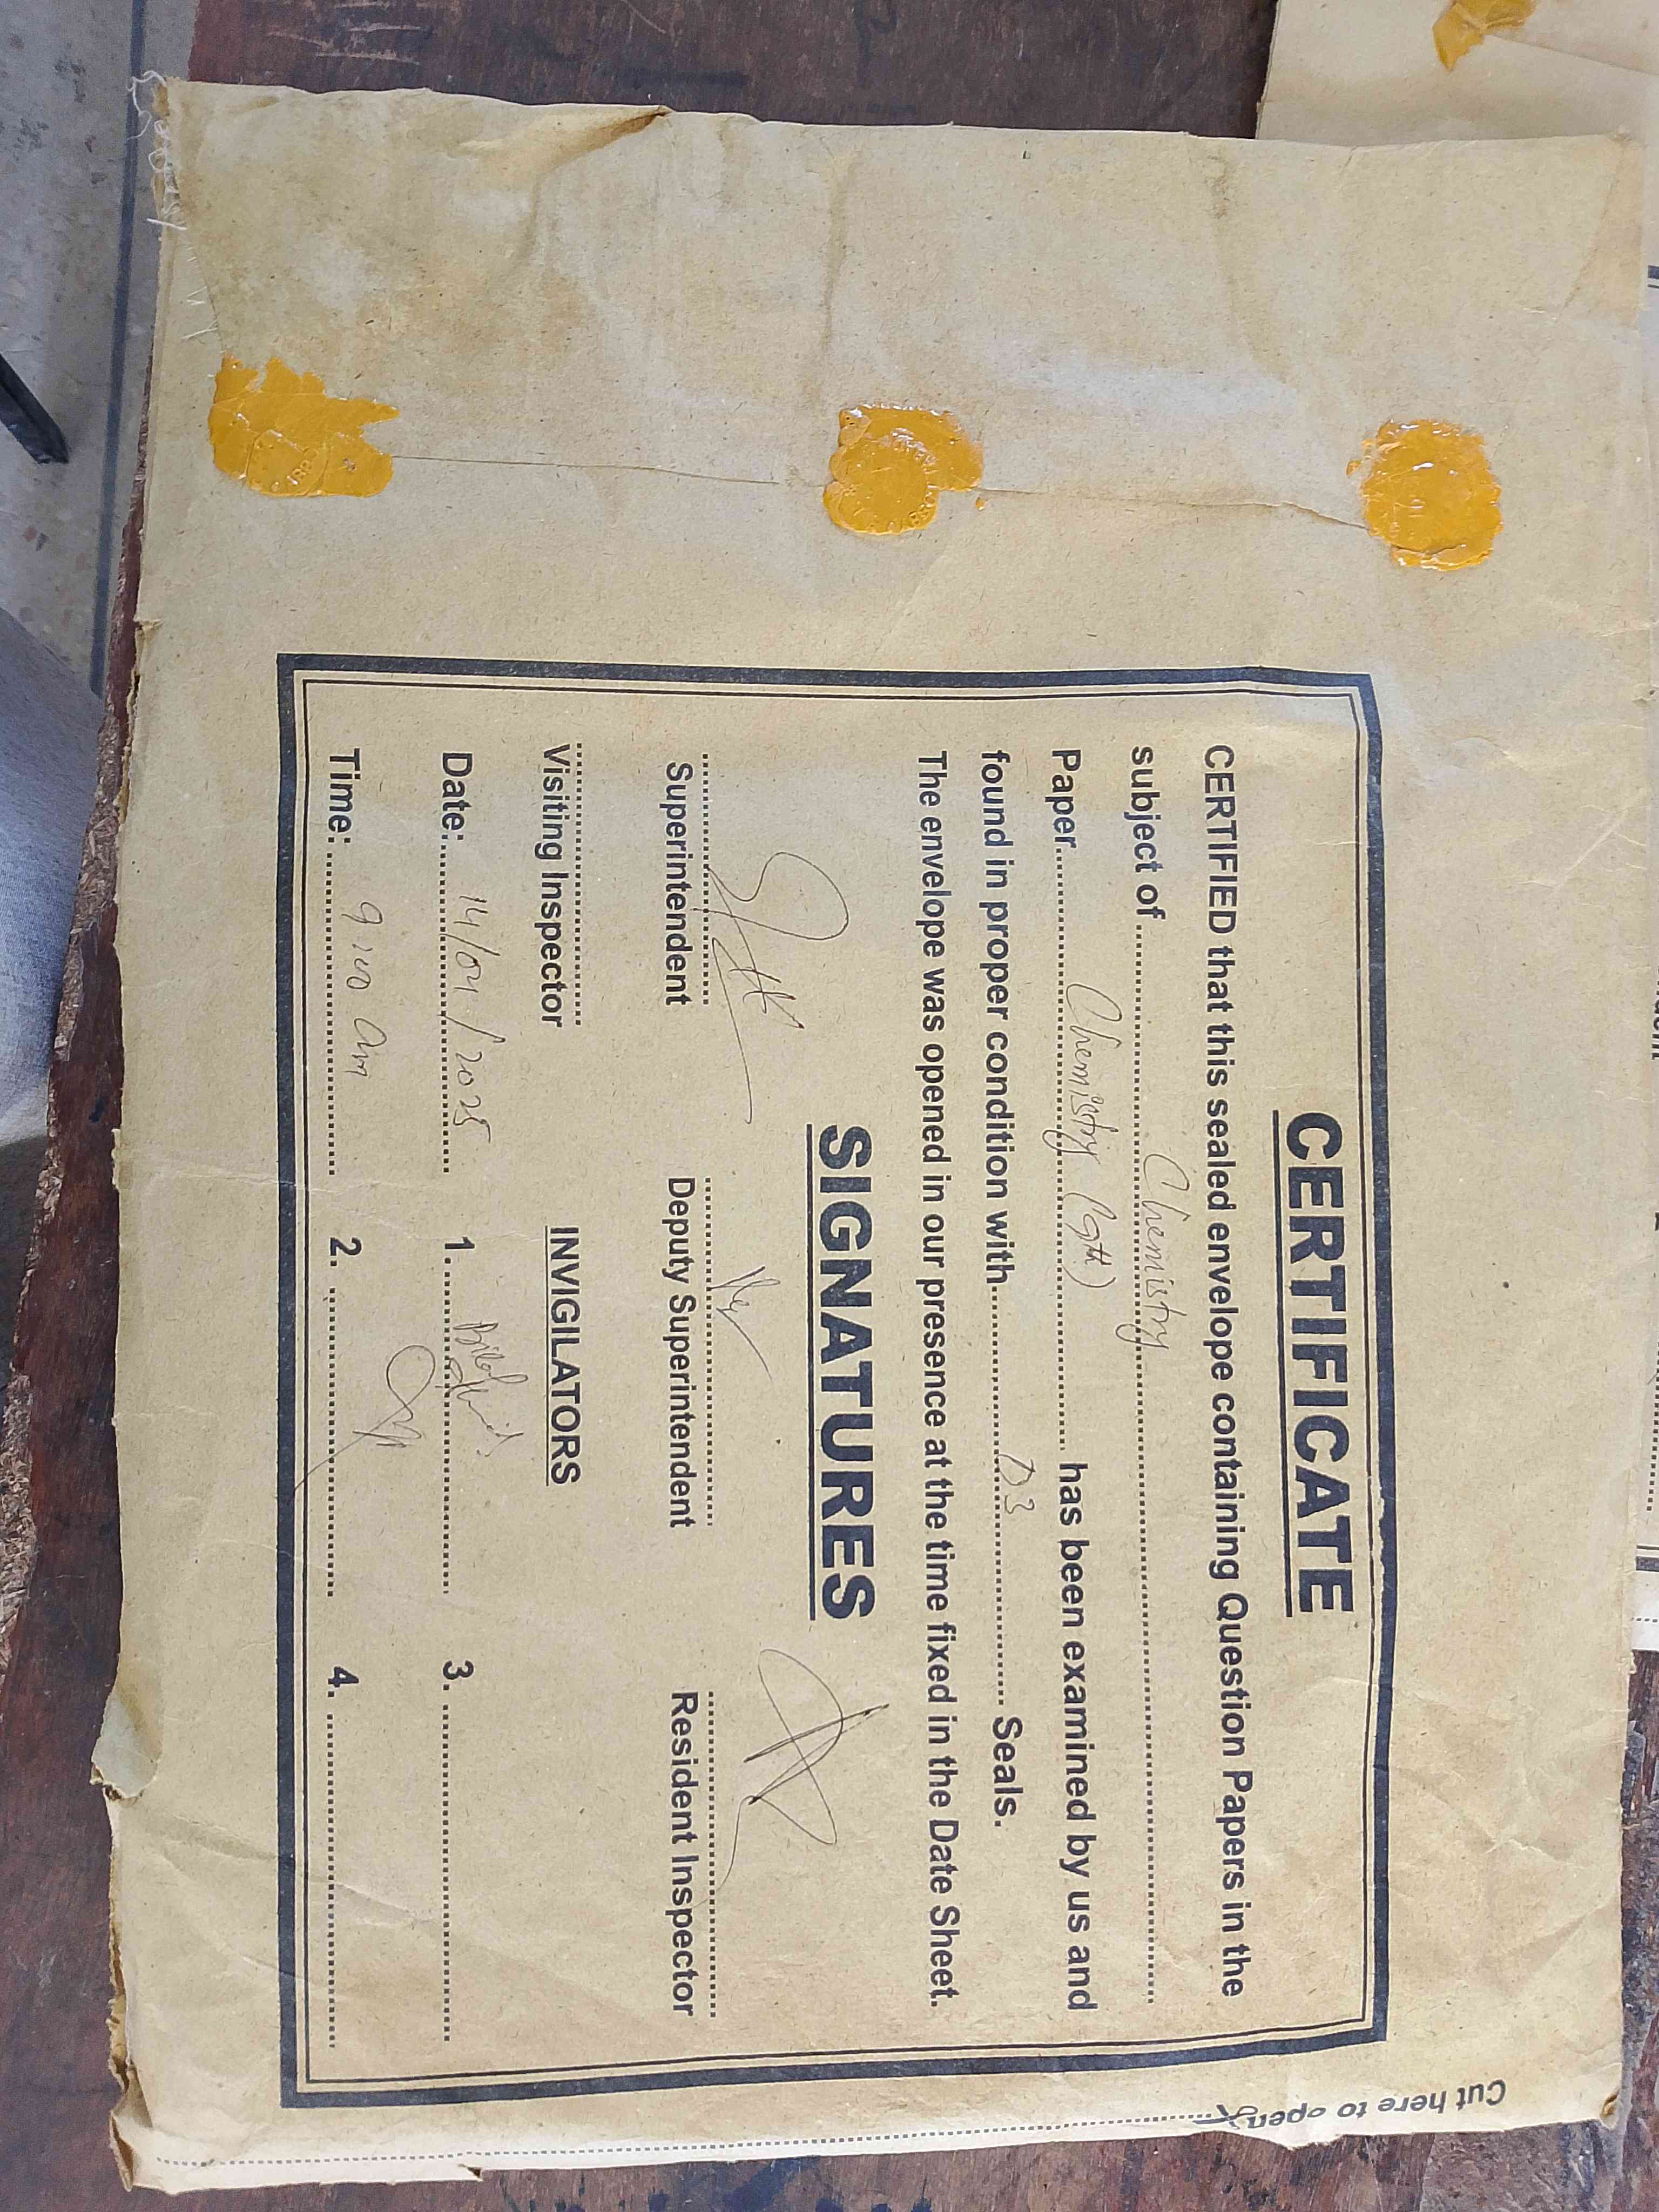 CERTIFICATE
CERTIFIED that this sealed envelope containing Question Papers in the
subject of Chemistry
Paper Chemistry (9th) has been examined by us and
found in proper condition with 03 Seals.
The envelope was opened in our presence at the time fixed in the Date Sheet.
SIGNATURES
Superintendent Deputy Superintendent Resident Inspector
Visiting Inspector INVIGILATORS
Date: 14/04/2025 1. 3.
Time: 9:00 am 2. 4.
Cut here to open